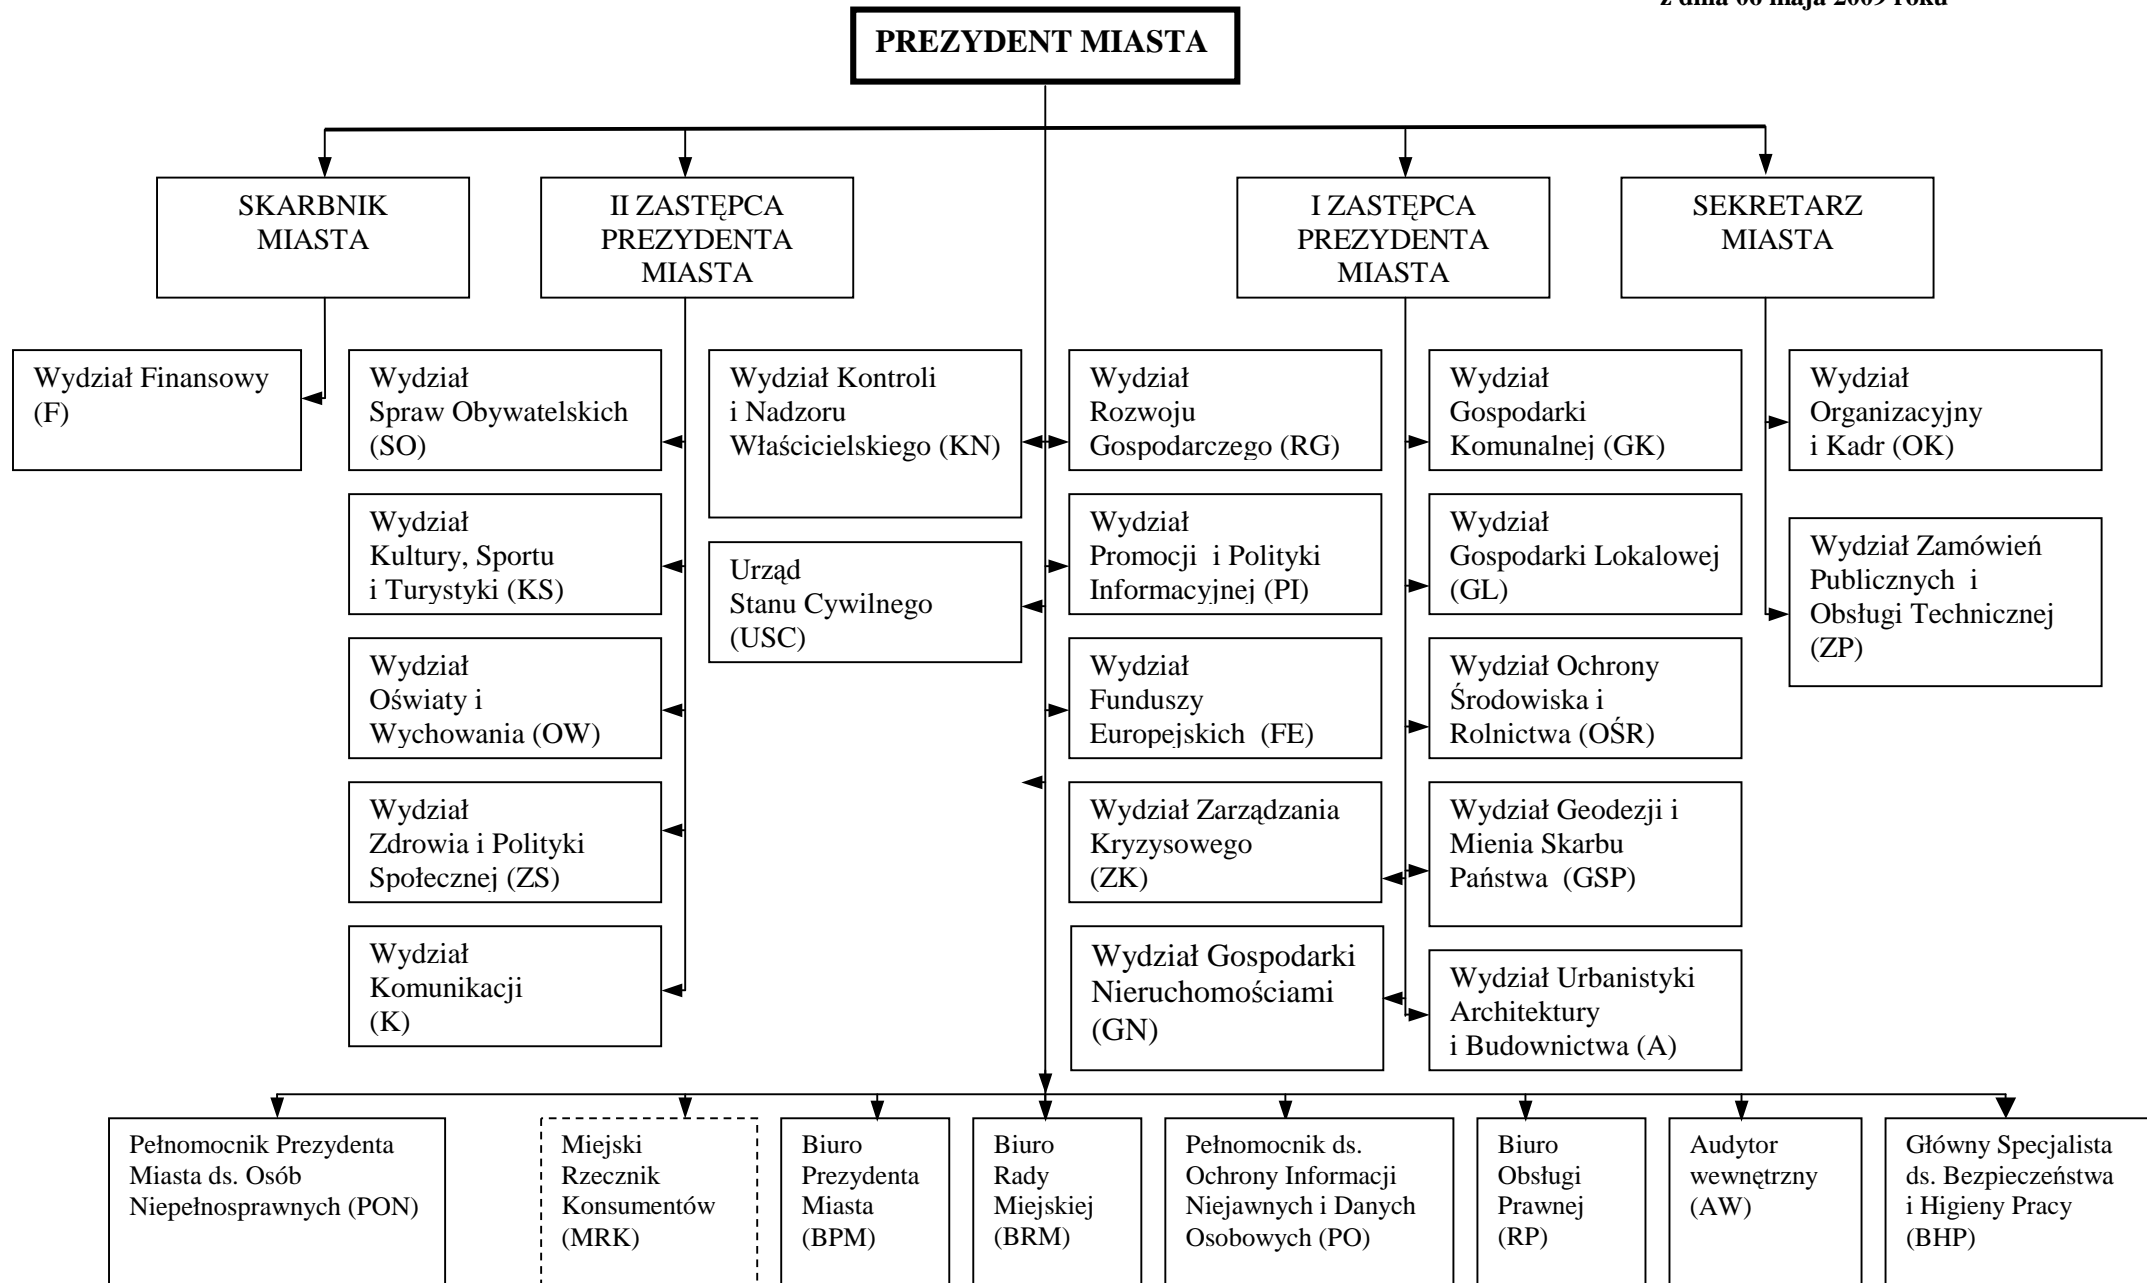 z dnia 06 maja 2009 roku
PREZYDENT MIASTA
SKARBNIK
MIASTA
II ZASTĘPCA
PREZYDENTA
MIASTA
I ZASTĘPCA
PREZYDENTA
MIASTA
SEKRETARZ
MIASTA
Wydział Finansowy
(F)
Wydział
Spraw Obywatelskich
(SO)
Wydział Kontroli
i Nadzoru
Właścicielskiego (KN)
Wydział
Rozwoju
Gospodarczego (RG)
Wydział
Gospodarki
Komunalnej (GK)
Wydział
Organizacyjny
i Kadr (OK)
Wydział
Kultury, Sportu
i Turystyki (KS)
Urząd
Stanu Cywilnego
(USC)
Wydział
Promocji i Polityki
Informacyjnej (PI)
Wydział
Gospodarki Lokalowej
(GL)
Wydział Zamówień
Publicznych i
Obsługi Technicznej
(ZP)
Wydział
Oświaty i
Wychowania (OW)
Wydział
Funduszy
Europejskich (FE)
Wydział Ochrony
Środowiska i
Rolnictwa (OŚR)
Wydział
Zdrowia i Polityki
Społecznej (ZS)
Wydział Zarządzania
Kryzysowego
(ZK)
Wydział Geodezji i
Mienia Skarbu
Państwa (GSP)
Wydział
Komunikacji
(K)
Wydział Gospodarki
Nieruchomościami
(GN)
Wydział Urbanistyki
Architektury
i Budownictwa (A)
Pełnomocnik Prezydenta
Miasta ds. Osób
Niepełnosprawnych (PON)
Miejski
Rzecznik
Konsumentów
(MRK)
Biuro
Prezydenta
Miasta
(BPM)
Biuro
Rady
Miejskiej
(BRM)
Pełnomocnik ds.
Ochrony Informacji
Niejawnych i Danych
Osobowych (PO)
Biuro
Obsługi
Prawnej
(RP)
Audytor
wewnętrzny
(AW)
Główny Specjalista
ds. Bezpieczeństwa
i Higieny Pracy
(BHP)